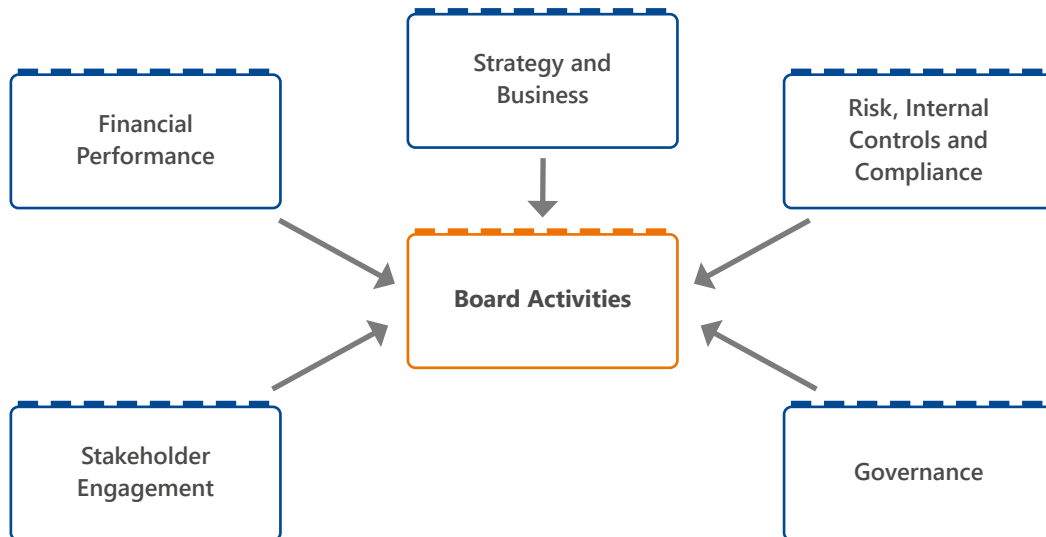 Strategy and
Business
Financial
Performance
Risk, Internal
Controls and
Compliance
Board Activities
Stakeholder
Engagement
Governance